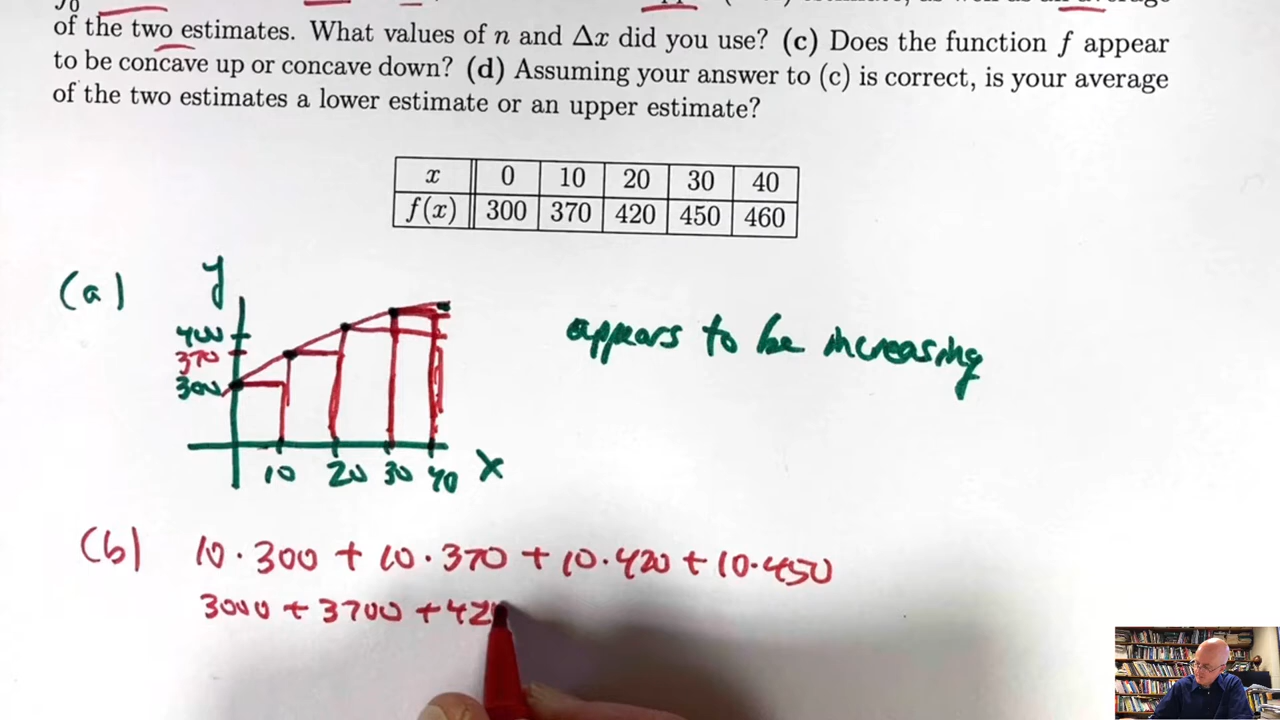 of the two estimates. What values of n and Δx did you use? (c) Does the function f appear
to be concave up or concave down? (d) Assuming your answer to (c) is correct, is your average
of the two estimates a lower estimate or an upper estimate?
x 0 10 20 30 40
f(x) 300 370 420 450 460
(a) y
appears to be increasing
400
370
300
10 20 30 40 x
(b) 10·300 + 10·370 + 10·420 + 10·450
3000 + 3700 + 42